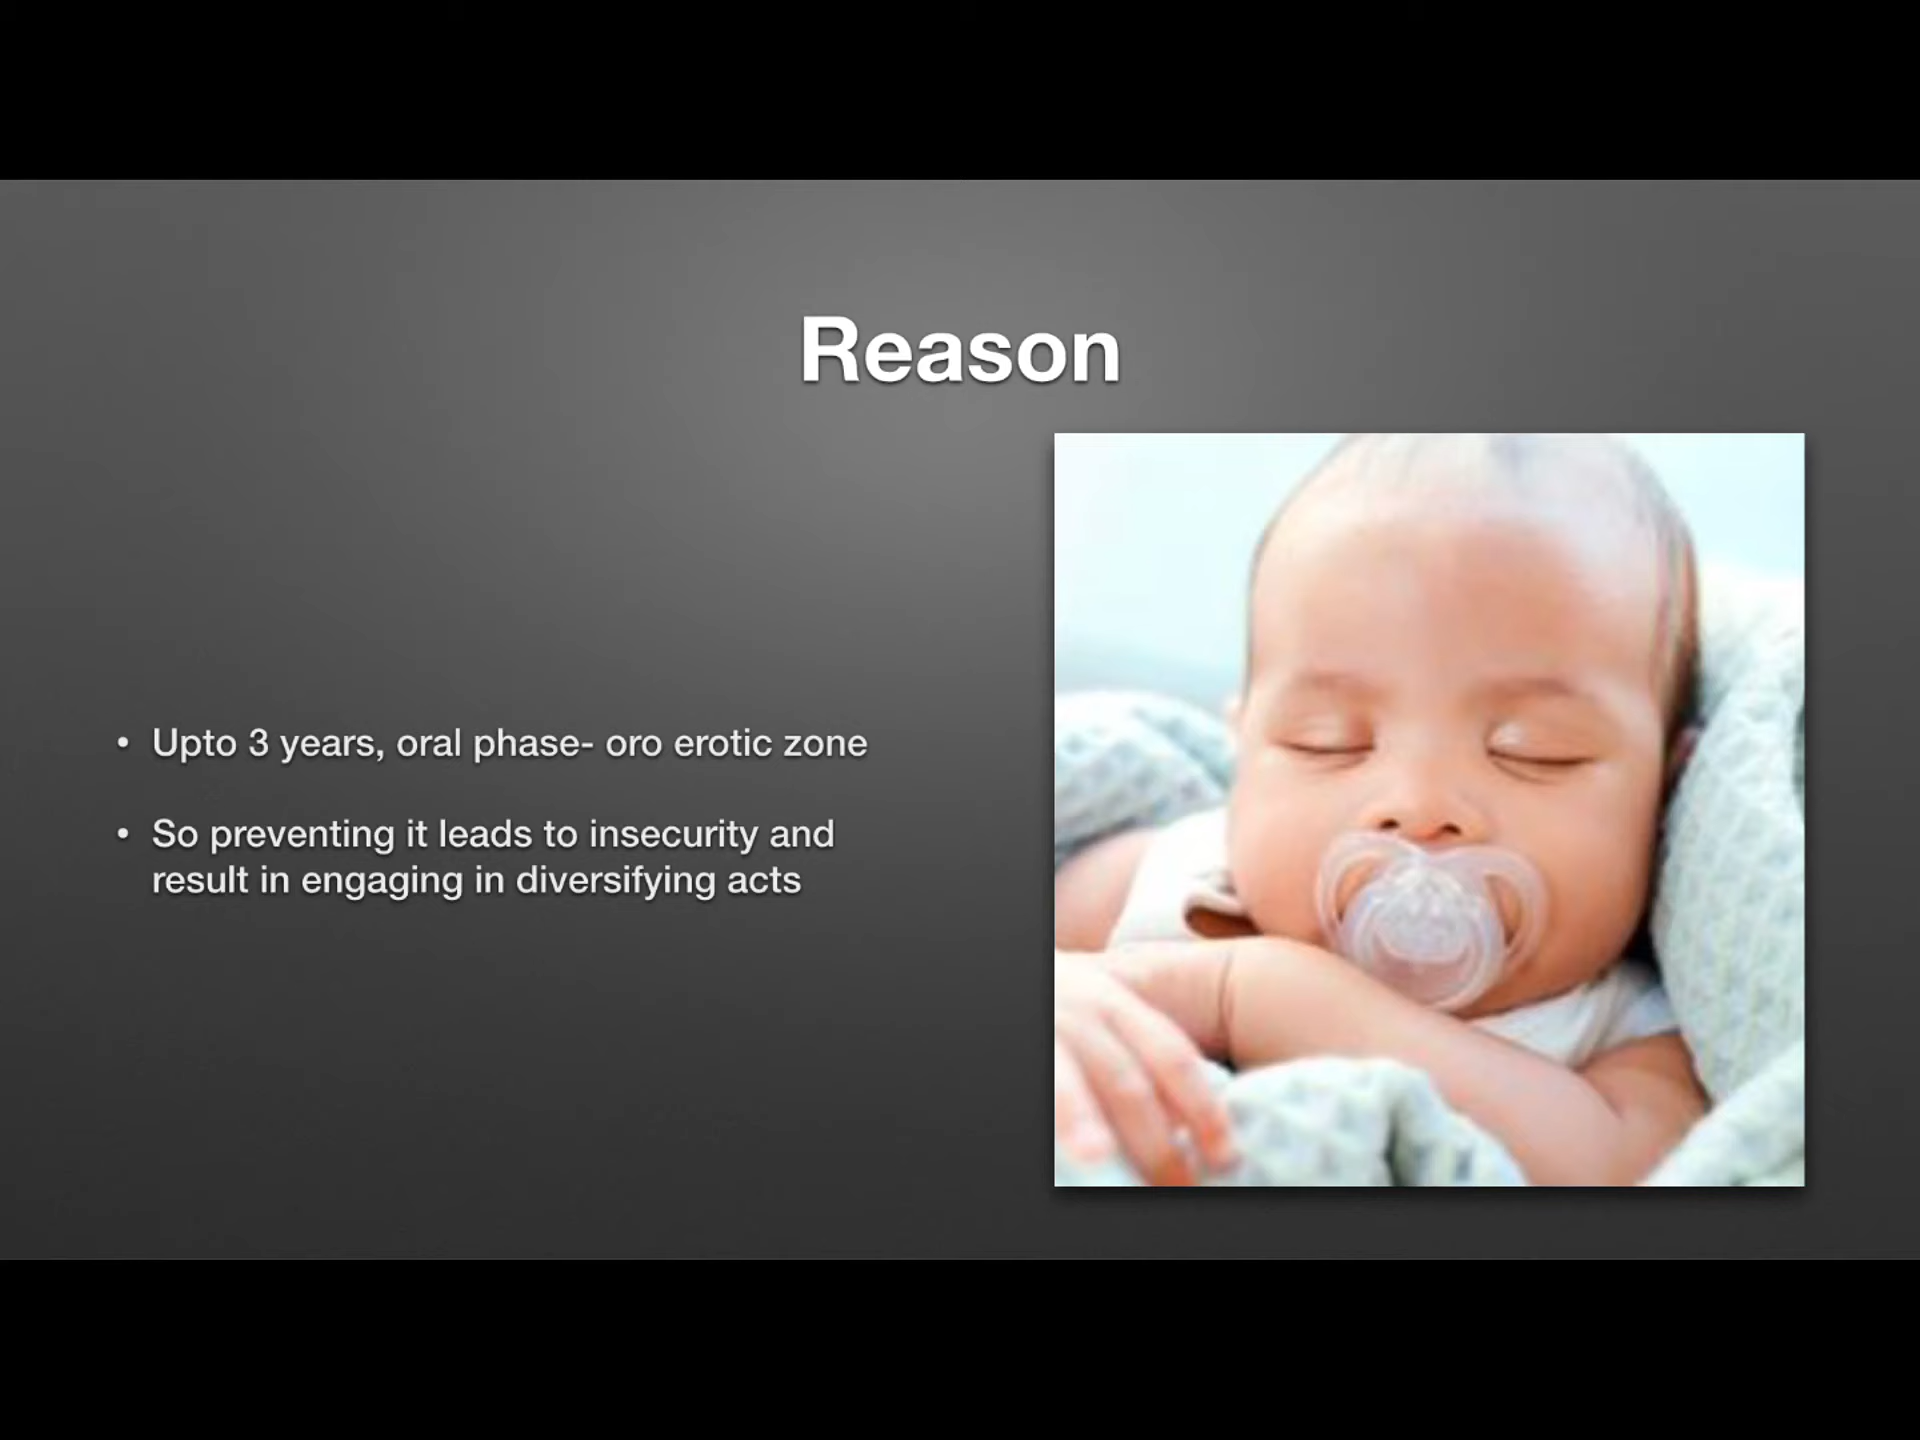 Reason
• Upto 3 years, oral phase- oro erotic zone
• So preventing it leads to insecurity and
result in engaging in diversifying acts